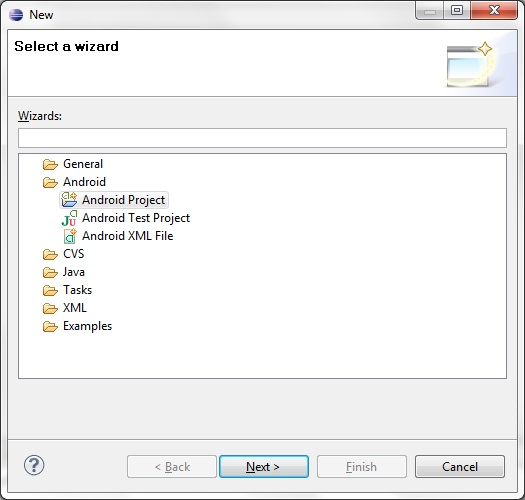 New
Select a wizard
Wizards:
General
Android
Android Project
Android Test Project
Android XML File
CVS
Java
Tasks
XML
Examples
? < Back Next > Finish Cancel